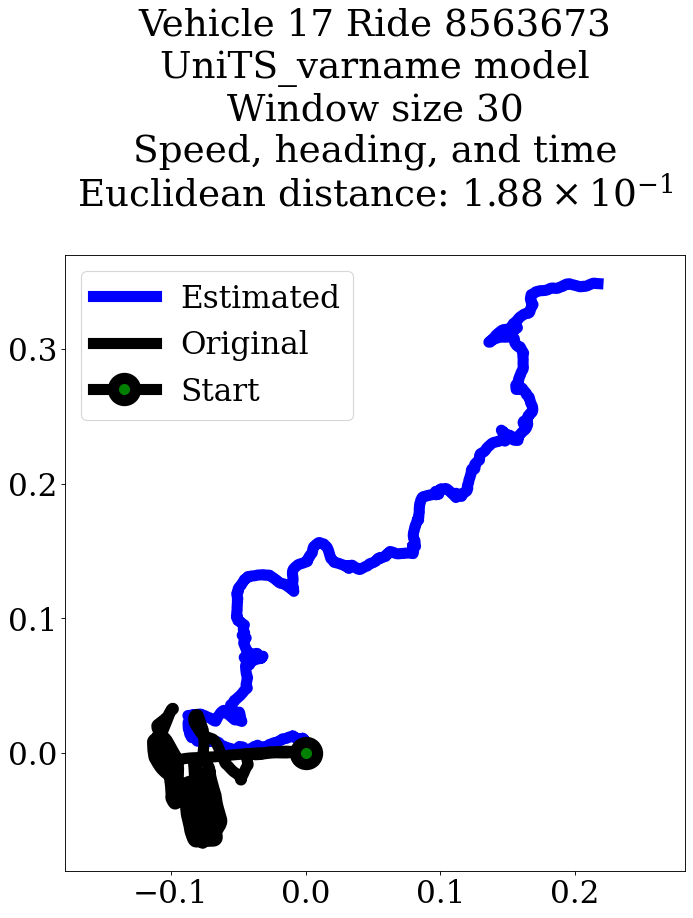 Vehicle 17 Ride 8563673
UniTS_varname model
Window size 30
Speed, heading, and time
Euclidean distance: 1.88 × 10⁻¹
Estimated
Original
Start
0.3
0.2
0.1
0.0
−0.1 0.0 0.1 0.2